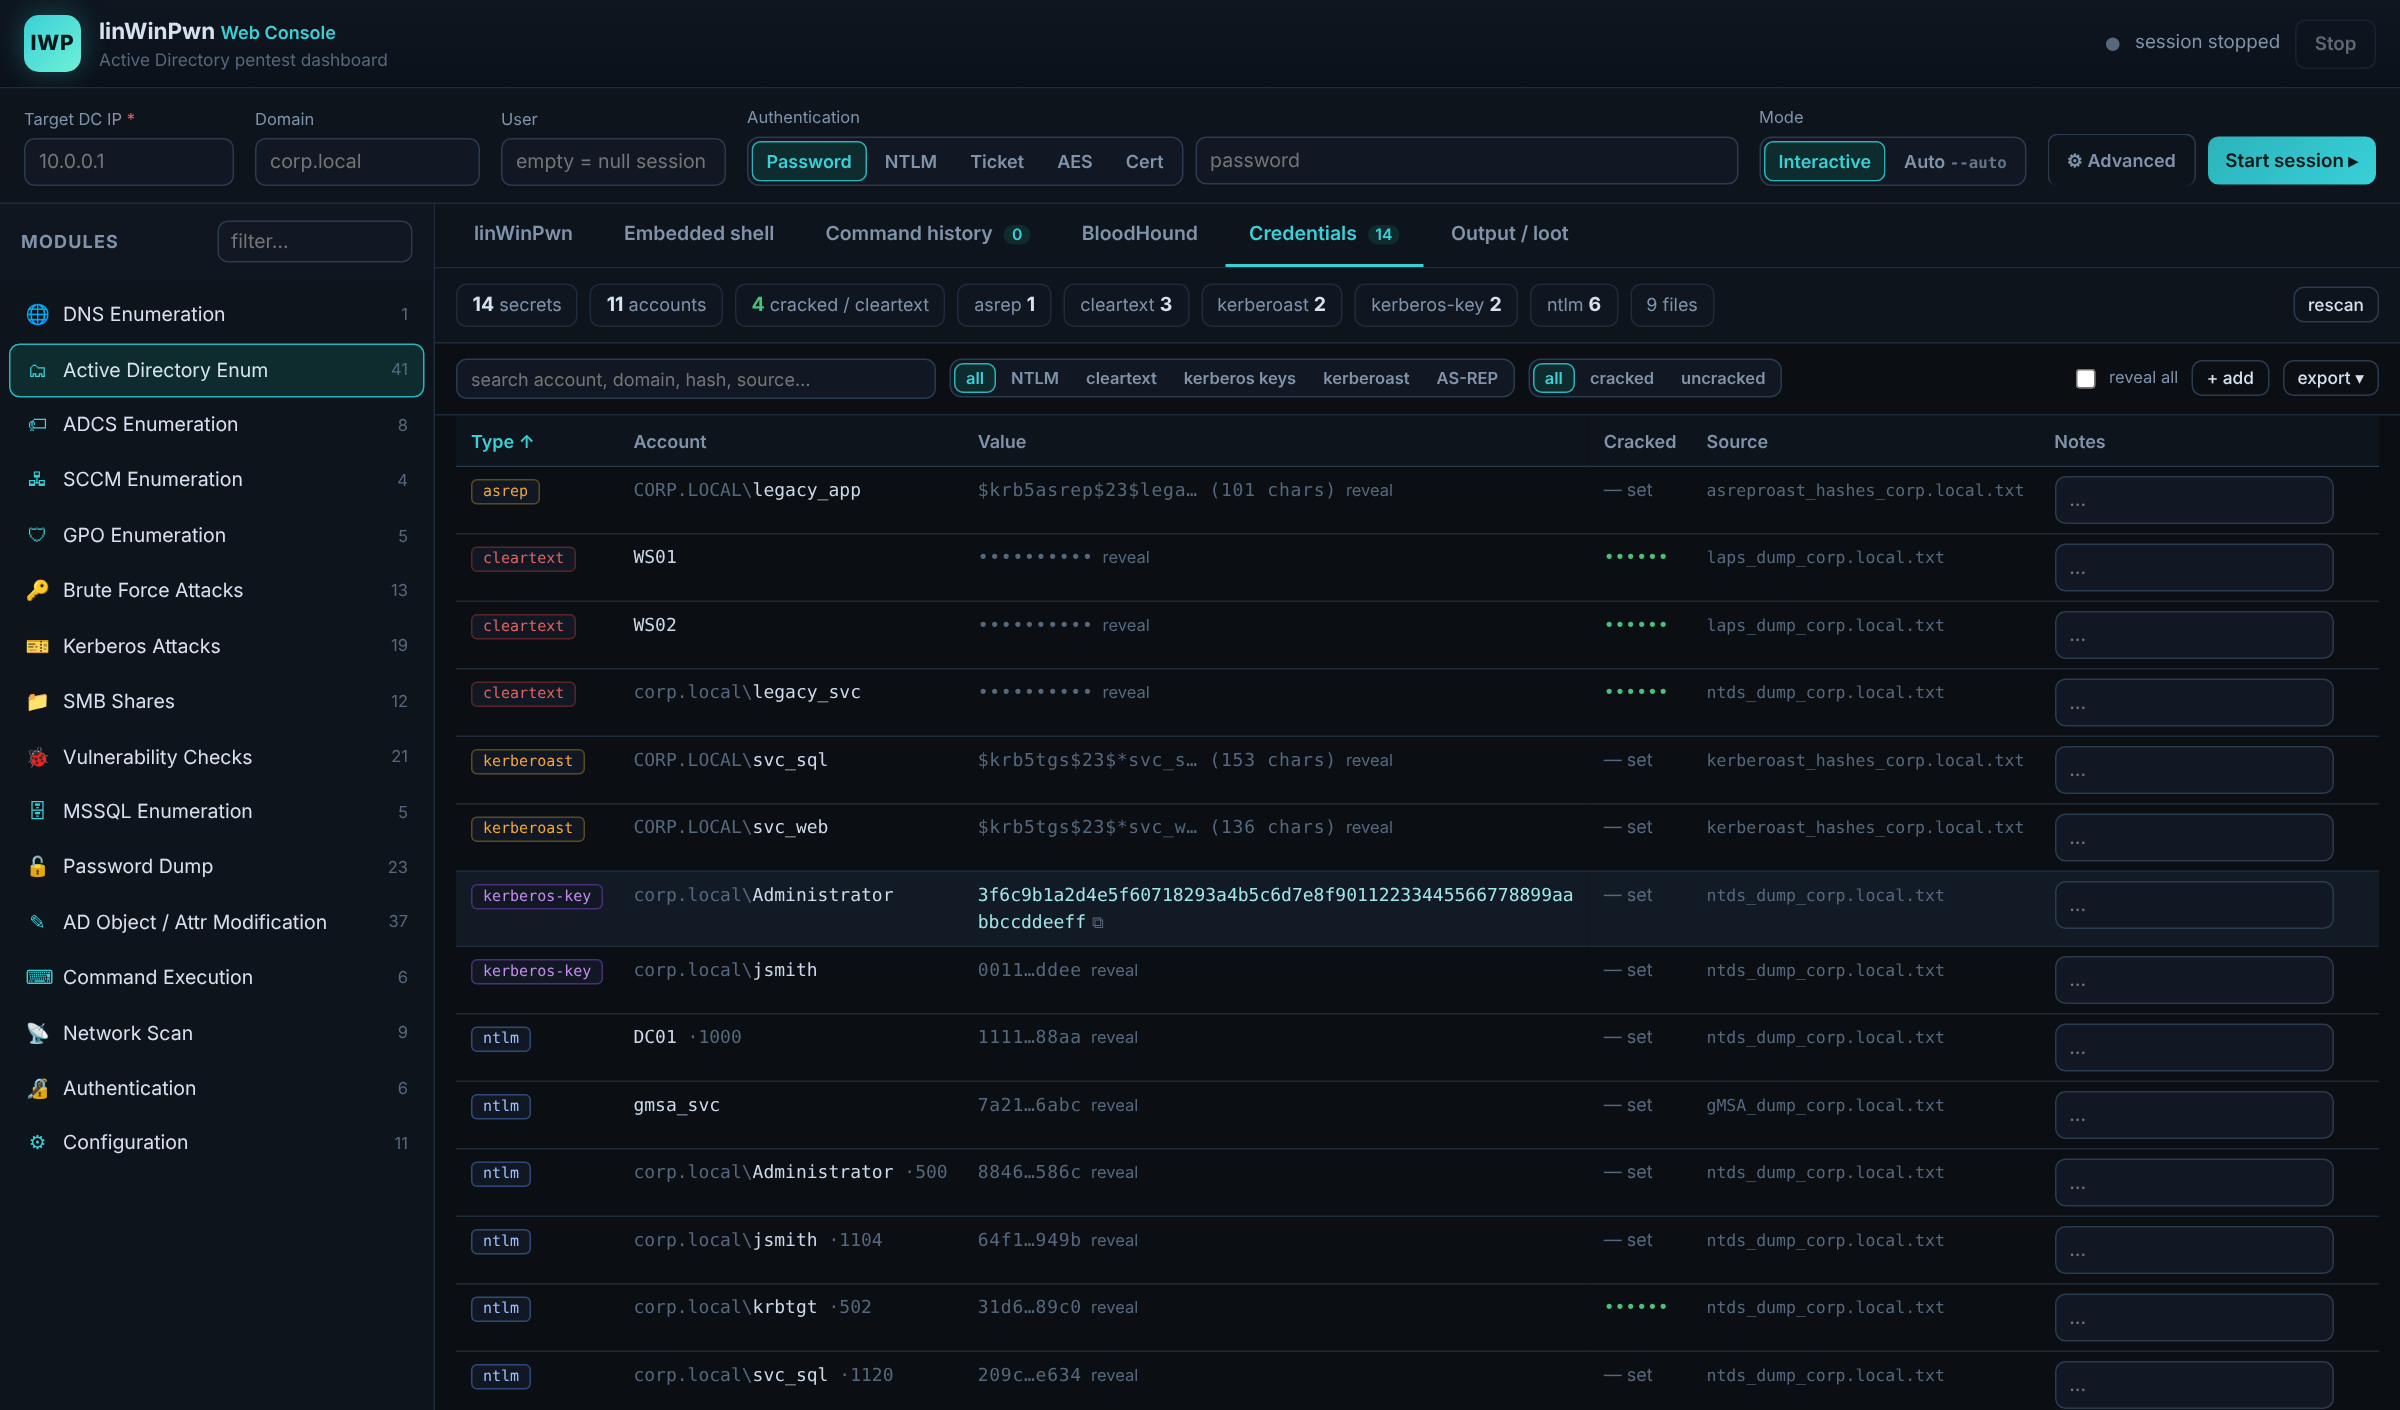 IWP
linWinPwn Web Console
Active Directory pentest dashboard
session stopped
Stop
Target DC IP *
Domain
User
Authentication
Mode
10.0.0.1
corp.local
empty = null session
Password NTLM Ticket AES Cert
password
Interactive Auto --auto
⚙ Advanced
Start session ▸
MODULES
filter...
DNS Enumeration 1
Active Directory Enum 41
ADCS Enumeration 8
SCCM Enumeration 4
GPO Enumeration 5
Brute Force Attacks 13
Kerberos Attacks 19
SMB Shares 12
Vulnerability Checks 21
MSSQL Enumeration 5
Password Dump 23
AD Object / Attr Modification 37
Command Execution 6
Network Scan 9
Authentication 6
Configuration 11
linWinPwn Embedded shell Command history 0 BloodHound Credentials 14 Output / loot
14 secrets 11 accounts 4 cracked / cleartext asrep 1 cleartext 3 kerberoast 2 kerberos-key 2 ntlm 6 9 files rescan
search account, domain, hash, source... all NTLM cleartext kerberos keys kerberoast AS-REP all cracked uncracked reveal all + add export ▾
Type ↑ Account Value Cracked Source Notes
asrep CORP.LOCAL\legacy_app $krb5asrep$23$lega… (101 chars) reveal — set asreproast_hashes_corp.local.txt ...
cleartext WS01 •••••••••• reveal •••••• laps_dump_corp.local.txt ...
cleartext WS02 •••••••••• reveal •••••• laps_dump_corp.local.txt ...
cleartext corp.local\legacy_svc •••••••••• reveal •••••• ntds_dump_corp.local.txt ...
kerberoast CORP.LOCAL\svc_sql $krb5tgs$23$*svc_s… (153 chars) reveal — set kerberoast_hashes_corp.local.txt ...
kerberoast CORP.LOCAL\svc_web $krb5tgs$23$*svc_w… (136 chars) reveal — set kerberoast_hashes_corp.local.txt ...
kerberos-key corp.local\Administrator 3f6c9b1a2d4e5f60718293a4b5c6d7e8f90112233445566778899aa — set ntds_dump_corp.local.txt ...
bbccddeeff
kerberos-key corp.local\jsmith 0011…ddee reveal — set ntds_dump_corp.local.txt ...
ntlm DC01 ·1000 1111…88aa reveal — set ntds_dump_corp.local.txt ...
ntlm gmsa_svc 7a21…6abc reveal — set gMSA_dump_corp.local.txt ...
ntlm corp.local\Administrator ·500 8846…586c reveal — set ntds_dump_corp.local.txt ...
ntlm corp.local\jsmith ·1104 64f1…949b reveal — set ntds_dump_corp.local.txt ...
ntlm corp.local\krbtgt ·502 31d6…89c0 reveal •••••• ntds_dump_corp.local.txt ...
ntlm corp.local\svc_sql ·1120 209c…e634 reveal — set ntds_dump_corp.local.txt ...